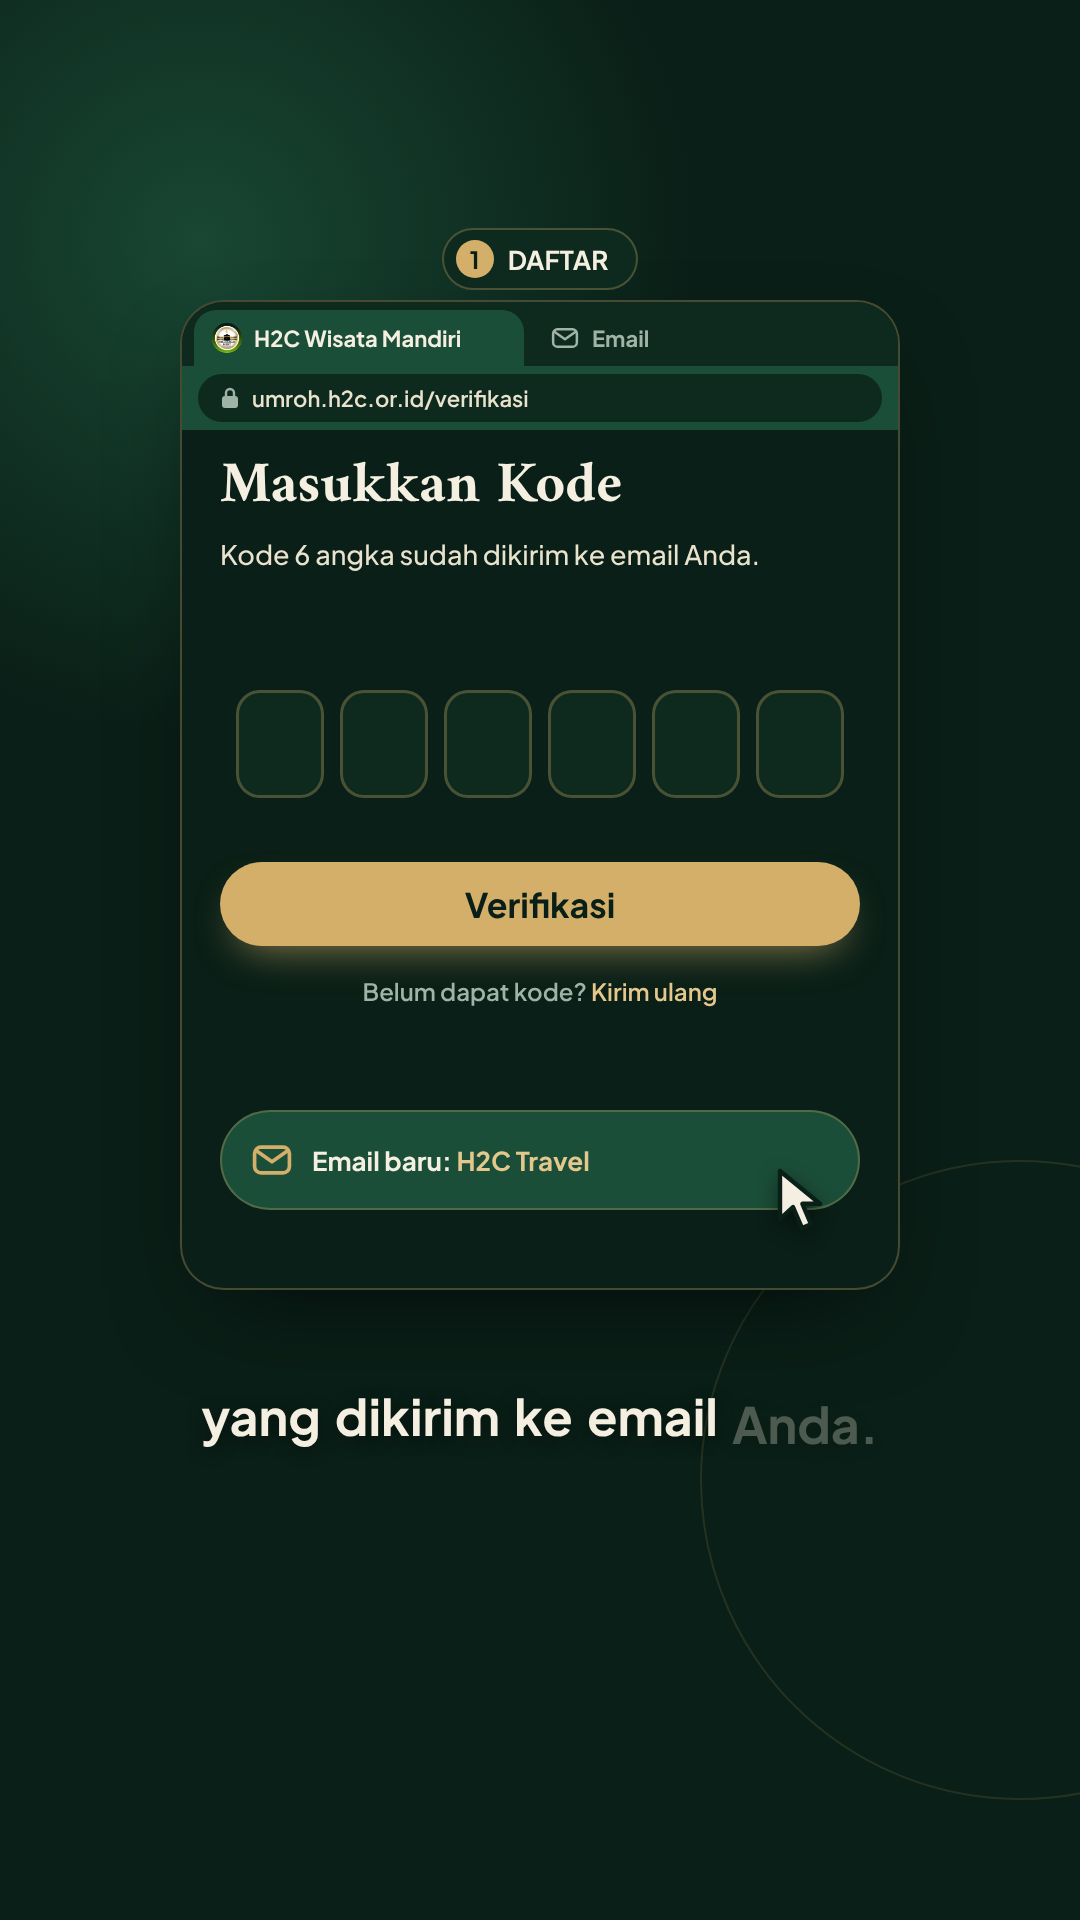 1 DAFTAR
H2C Wisata Mandiri
Email
umroh.h2c.or.id/verifikasi
Masukkan Kode
Kode 6 angka sudah dikirim ke email Anda.
Verifikasi
Belum dapat kode? Kirim ulang
Email baru: H2C Travel
yang dikirim ke email Anda.